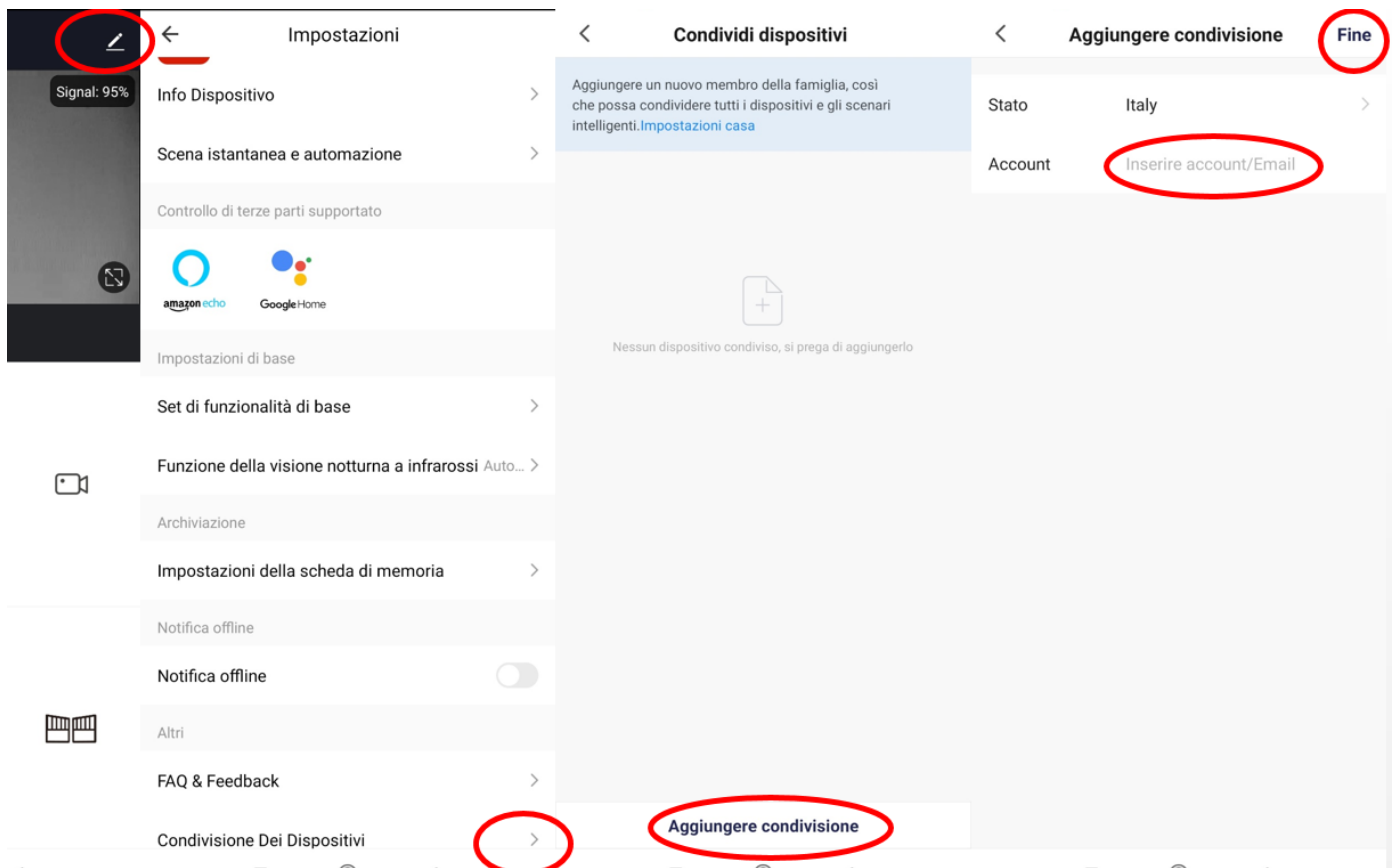 Signal: 95%
Impostazioni
Info Dispositivo
Scena istantanea e automazione
Controllo di terze parti supportato
amazon echo
Google Home
Impostazioni di base
Set di funzionalità di base
Funzione della visione notturna a infrarossi Auto...
Archiviazione
Impostazioni della scheda di memoria
Notifica offline
Notifica offline
Altri
FAQ & Feedback
Condivisione Dei Dispositivi
Condividi dispositivi
Aggiungere un nuovo membro della famiglia, così
che possa condividere tutti i dispositivi e gli scenari
intelligenti.Impostazioni casa
Nessun dispositivo condiviso, si prega di aggiungerlo
Aggiungere condivisione
Aggiungere condivisione
Fine
Stato Italy
Account Inserire account/Email